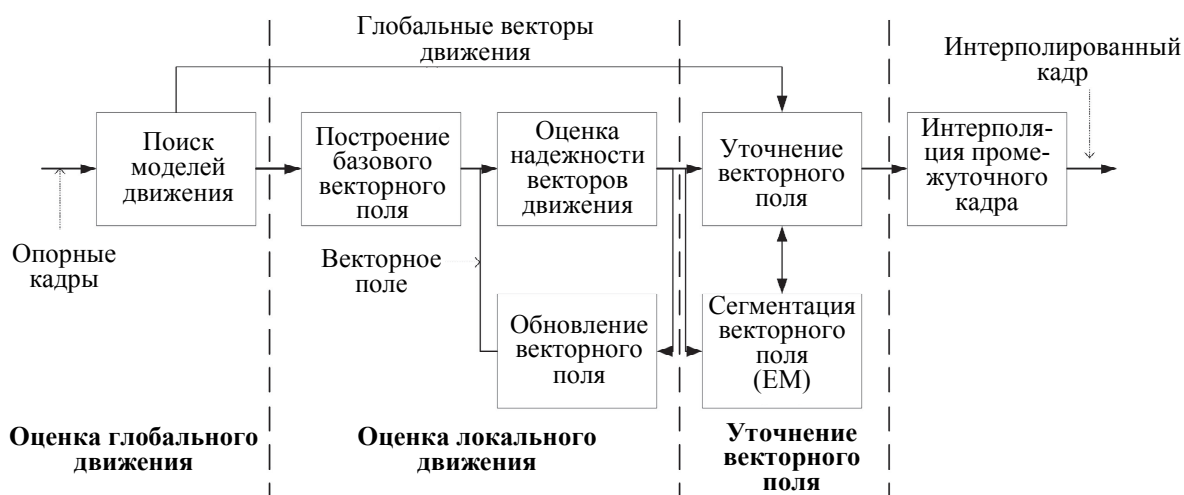 Глобальные векторы
движения
Интерполированный
кадр
Поиск
моделей
движения
Построение
базового
векторного
поля
Оценка
надежности
векторов
движения
Уточнение
векторного
поля
Интерполя-
ция проме-
жуточного
кадра
Опорные
кадры
Векторное
поле
Обновление
векторного
поля
Сегментация
векторного
поля
(EM)
Оценка глобального
движения
Оценка локального
движения
Уточнение
векторного
поля